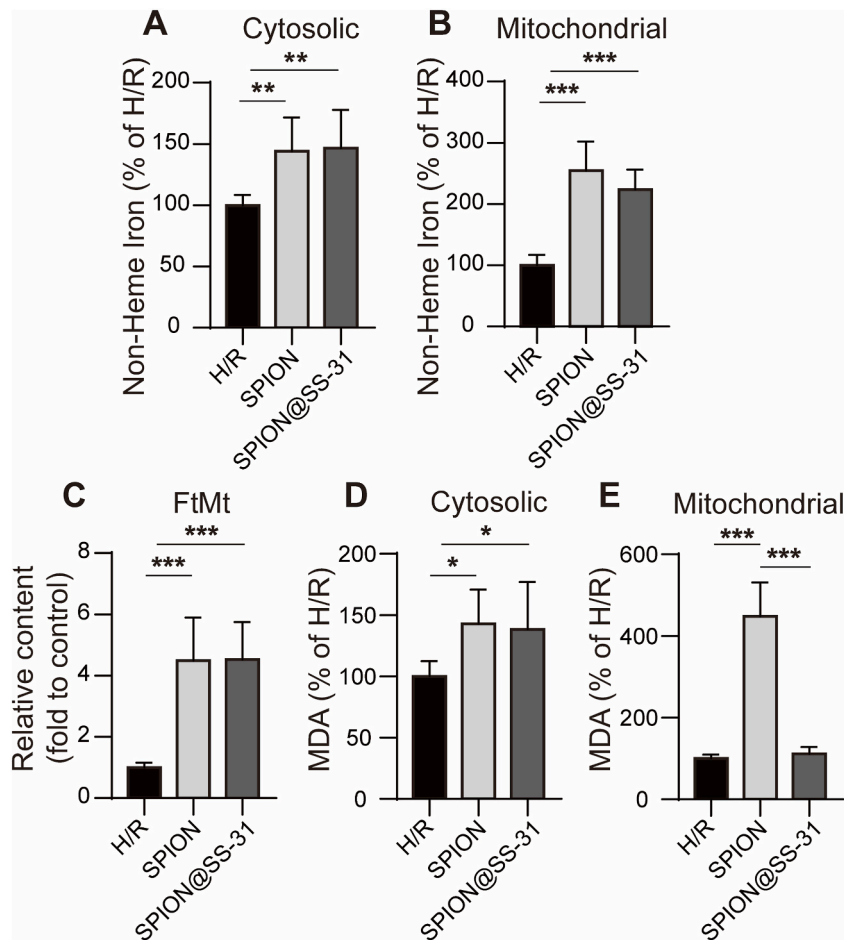 A Cytosolic
Non-Heme Iron (% of H/R)
200
150
100
50
0
**
**
H/R
SPION
SPION@SS-31
B Mitochondrial
Non-Heme Iron (% of H/R)
400
300
200
100
0
***
***
H/R
SPION
SPION@SS-31
C FtMt
Relative content
(fold to control)
8
6
4
2
0
***
***
H/R
SPION
SPION@SS-31
D Cytosolic
MDA (% of H/R)
200
150
100
50
0
*
*
H/R
SPION
SPION@SS-31
E Mitochondrial
MDA (% of H/R)
600
400
200
0
***
***
H/R
SPION
SPION@SS-31